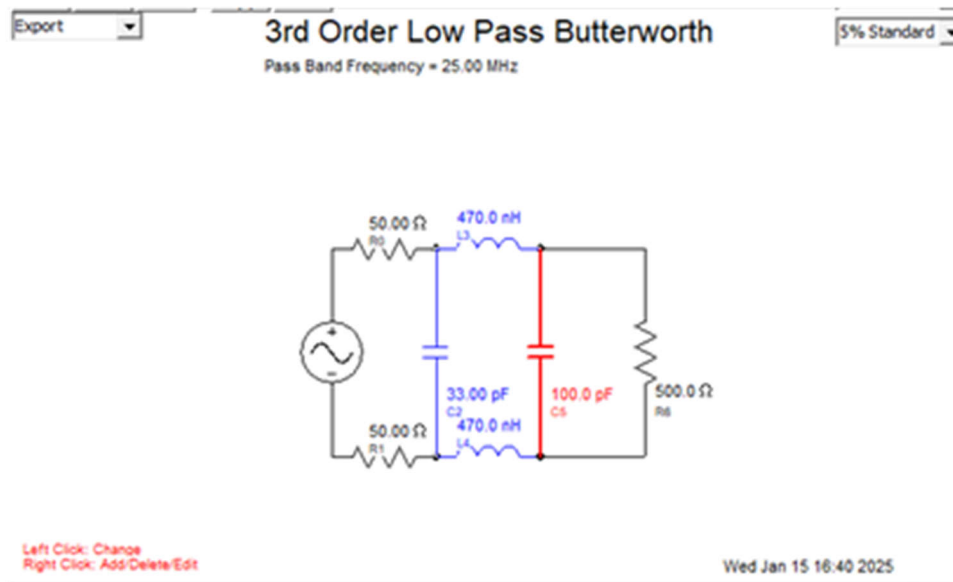 Export
3rd Order Low Pass Butterworth
5% Standard
Pass Band Frequency = 25.00 MHz
50.00 Ω
R0
470.0 nH
L3
+
-
33.00 pF
C2
100.0 pF
C5
500.0 Ω
R6
50.00 Ω
R1
470.0 nH
L4
Left Click: Change
Right Click: Add/Delete/Edit
Wed Jan 15 16:40 2025